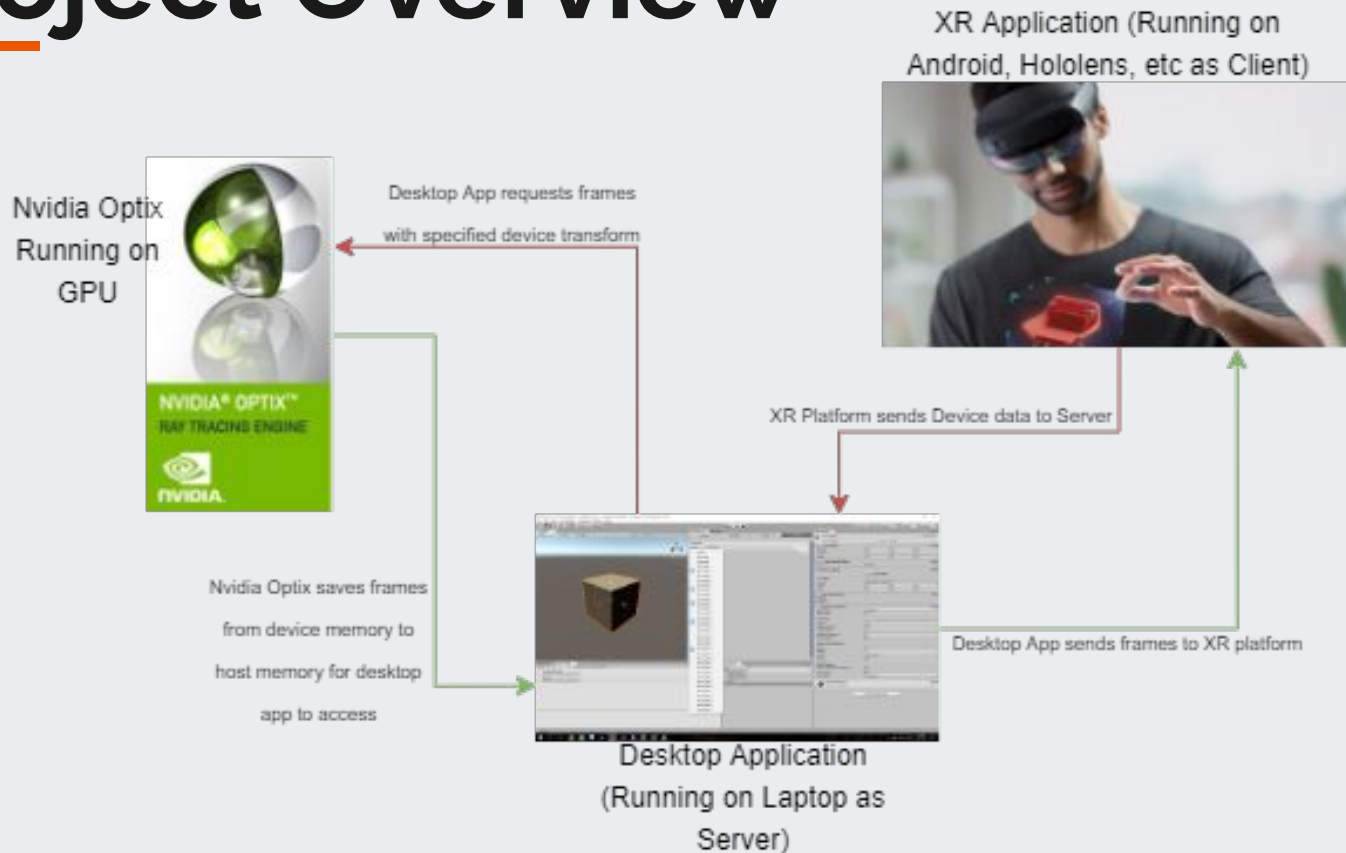 oject Overview
XR Application (Running on
Android, Hololens, etc as Client)
Nvidia Optix
Running on
GPU
Desktop App requests frames
with specified device transform
NVIDIA® OPTIX™
RAY TRACING ENGINE
NVIDIA.
XR Platform sends Device data to Server
Nvidia Optix saves frames
from device memory to
host memory for desktop
app to access
Desktop App sends frames to XR platform
Desktop Application
(Running on Laptop as
Server)